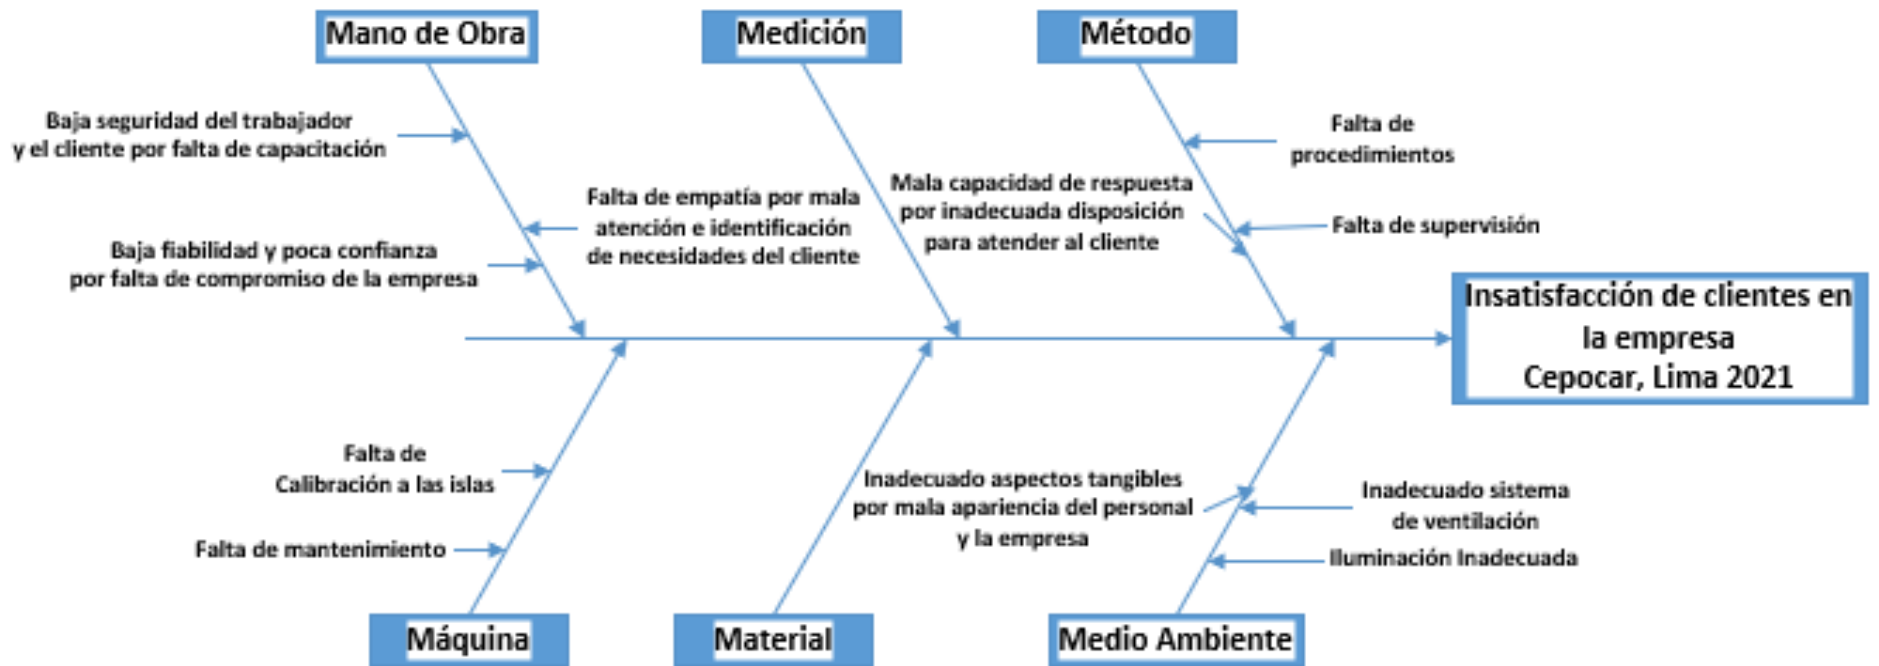 Mano de Obra
Medición
Método
Baja seguridad del trabajador
y el cliente por falta de capacitación
Falta de empatía por mala
atención e identificación
de necesidades del cliente
Baja fiabilidad y poca confianza
por falta de compromiso de la empresa
Mala capacidad de respuesta
por inadecuada disposición
para atender al cliente
Falta de
procedimientos
Falta de supervisión
Insatisfacción de clientes en
la empresa
Cepocar, Lima 2021
Falta de
Calibración a las islas
Falta de mantenimiento
Inadecuado aspectos tangibles
por mala apariencia del personal
y la empresa
Inadecuado sistema
de ventilación
Iluminación Inadecuada
Máquina
Material
Medio Ambiente